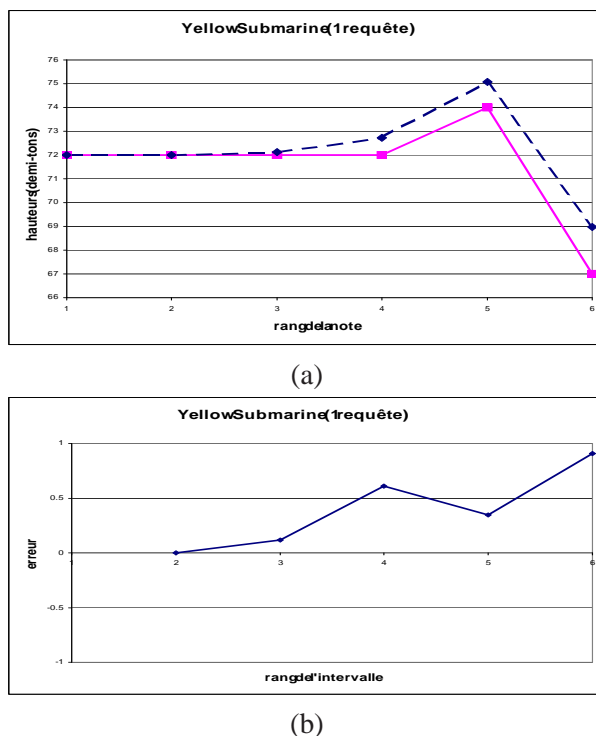 YellowSubmarine(1requête)
76
75
74
73
72
71
70
69
68
67
66
hauteurs(demi-tons)
1 2 3 4 5 6
rangdelanote
(a)
YellowSubmarine(1requête)
1
0.5
0
-0.5
-1
erreur
1 2 3 4 5 6
rangdel'intervalle
(b)